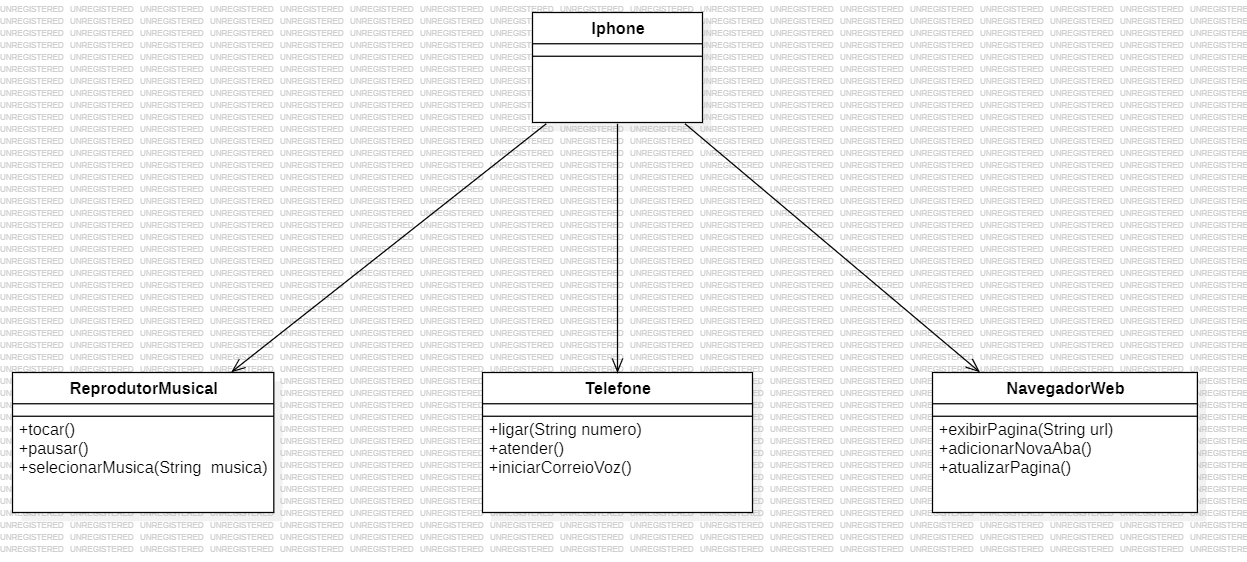 Iphone
ReprodutorMusical
+tocar()
+pausar()
+selecionarMusica(String  musica)
Telefone
+ligar(String numero)
+atender()
+iniciarCorreioVoz()
NavegadorWeb
+exibirPagina(String url)
+adicionarNovaAba()
+atualizarPagina()
UNREGISTERED